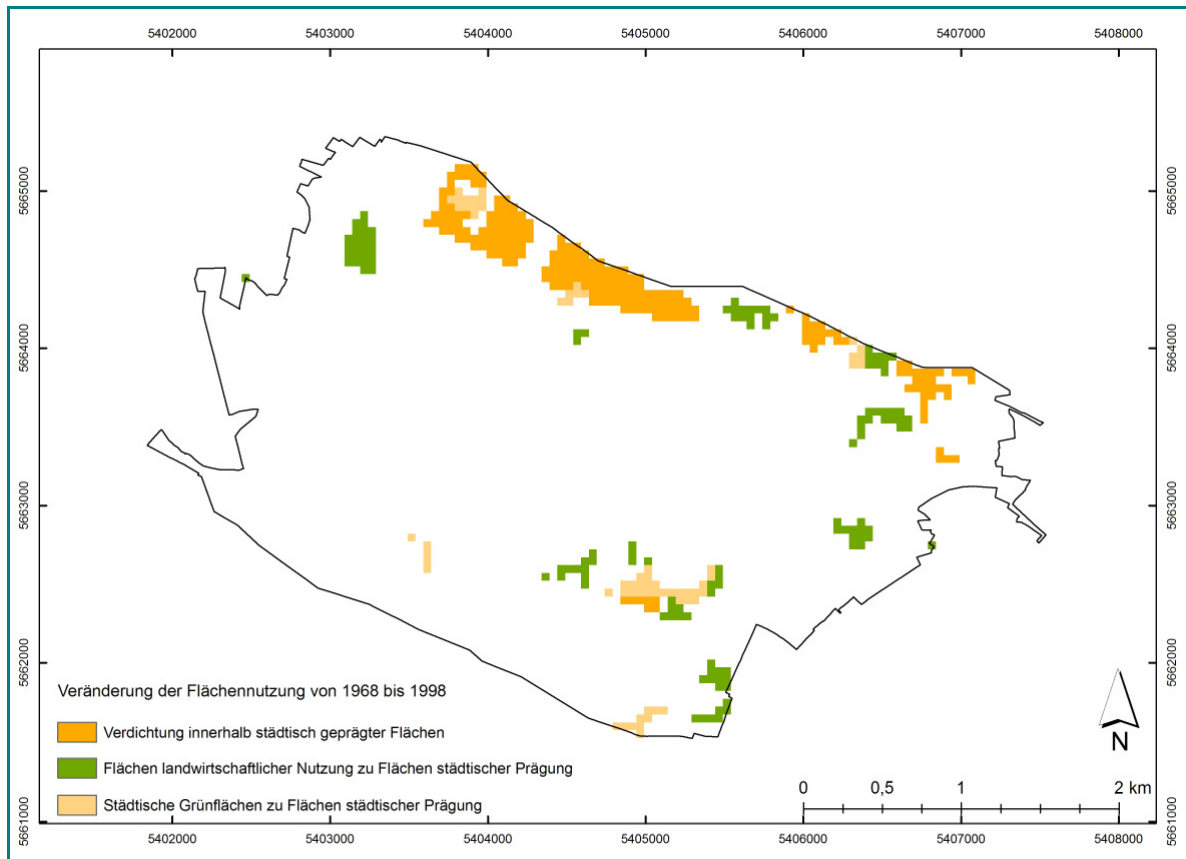 5402000 5403000 5404000 5405000 5406000 5407000 5408000
5665000 5665000
5664000 5664000
5663000 5663000
5662000 5662000
5661000 5661000
Veränderung der Flächennutzung von 1968 bis 1998
Verdichtung innerhalb städtisch geprägter Flächen
Flächen landwirtschaftlicher Nutzung zu Flächen städtischer Prägung
Städtische Grünflächen zu Flächen städtischer Prägung
N
0 0,5 1 2 km
5402000 5403000 5404000 5405000 5406000 5407000 5408000